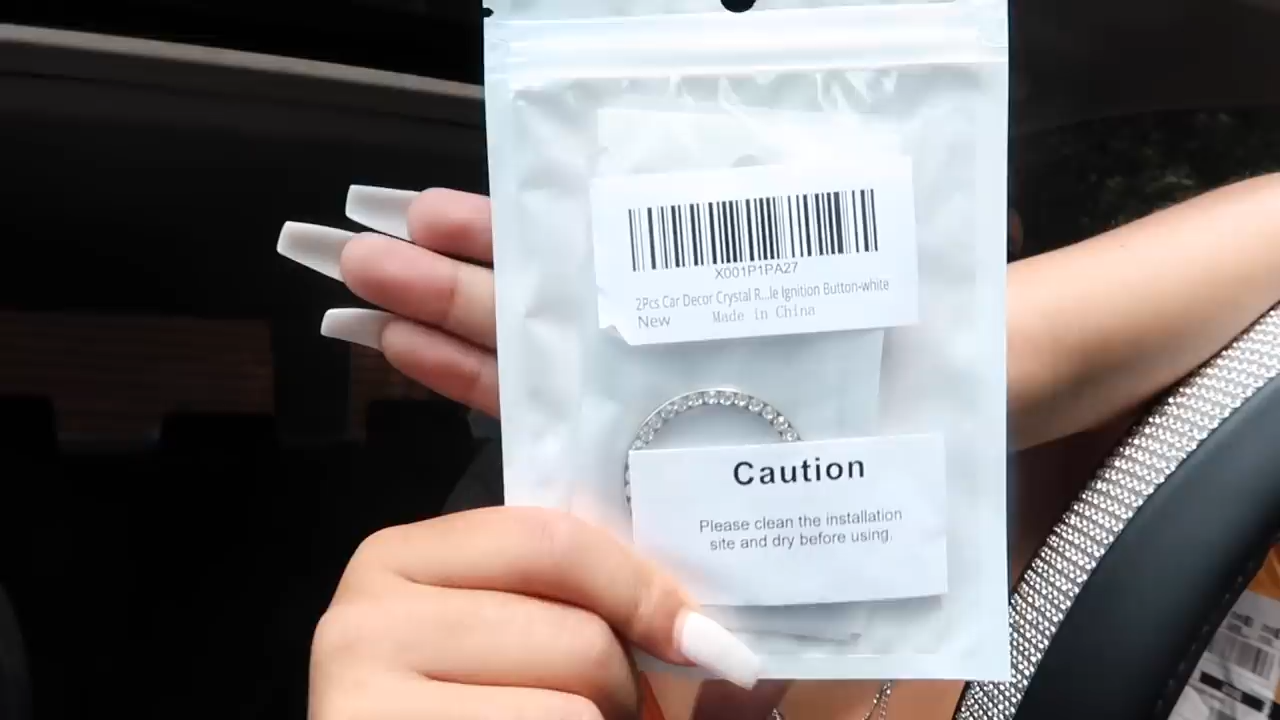 X001P1PA27
2Pcs Car Decor Crystal R...le Ignition Button-white
New Made in China
Caution
Please clean the installation
site and dry before using.